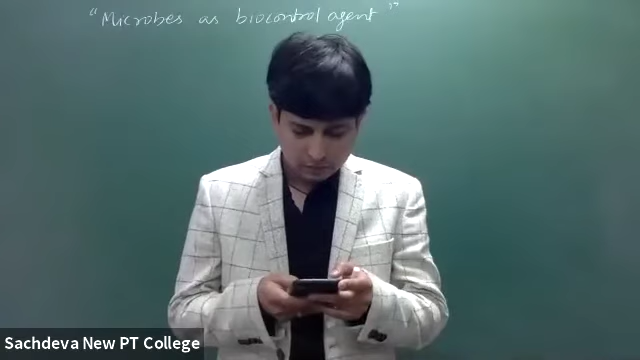 "Microbes as biocontrol agent"
Sachdeva New PT College